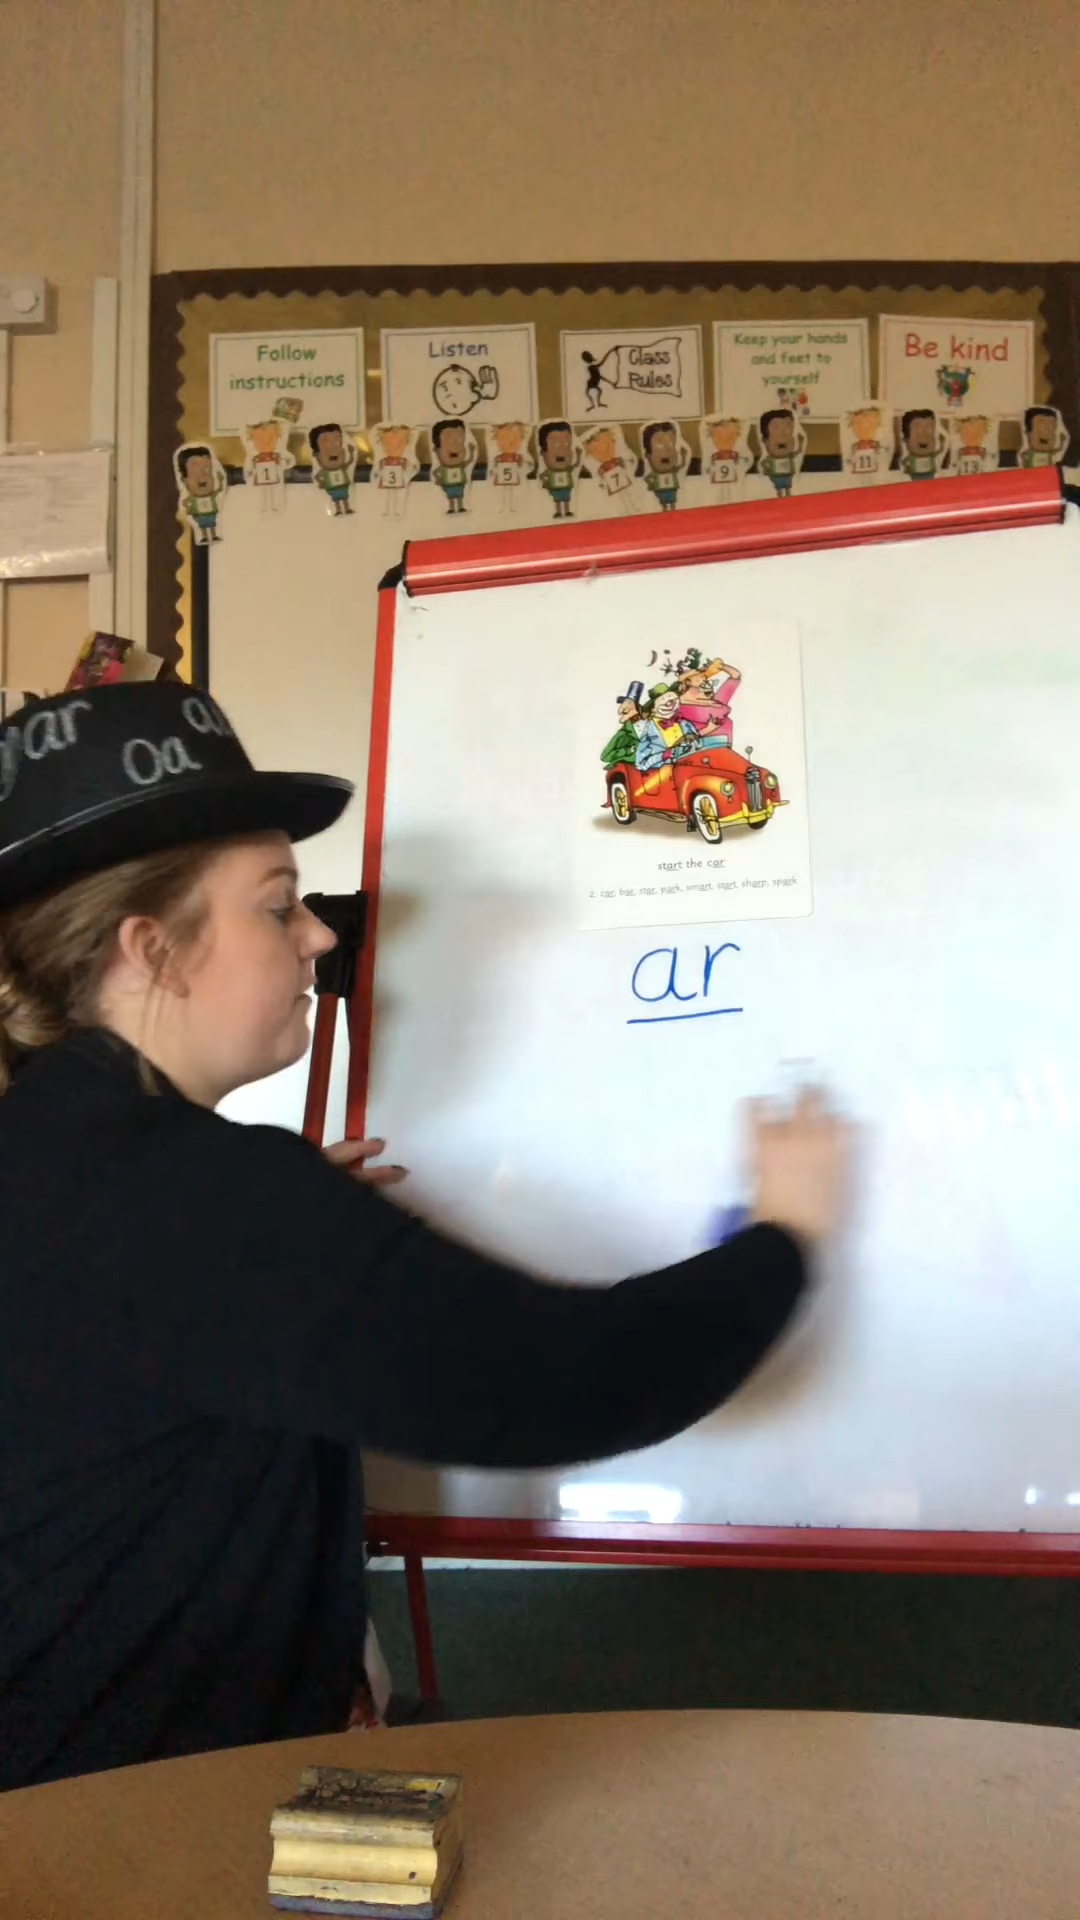 Follow
instructions
Listen
Class
Rules
Keep your hands
and feet to
yourself
Be kind
1
3
5
7
9
11
13
ar
oa
start the car
2. car, bar, star, park, smart, start, sharp, spark
ar